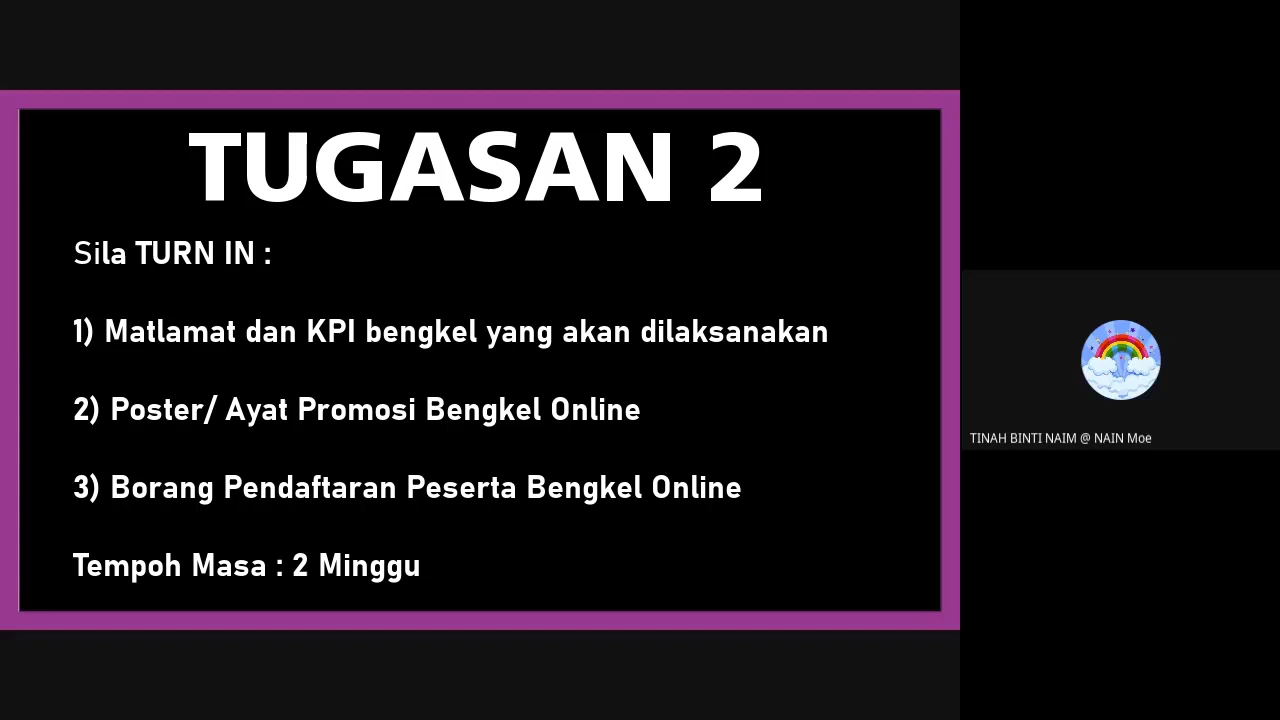 TUGASAN 2
Sila TURN IN :
1) Matlamat dan KPI bengkel yang akan dilaksanakan
2) Poster/ Ayat Promosi Bengkel Online
3) Borang Pendaftaran Peserta Bengkel Online
Tempoh Masa : 2 Minggu
TINAH BINTI NAIM @ NAIN Moe